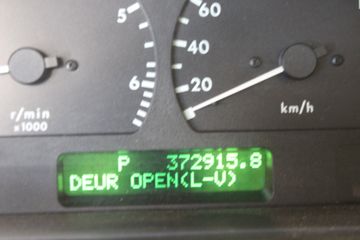 5
6
r/min
x1000
60
40
20
km/h
P 372915.8
DEUR OPEN(L-V)